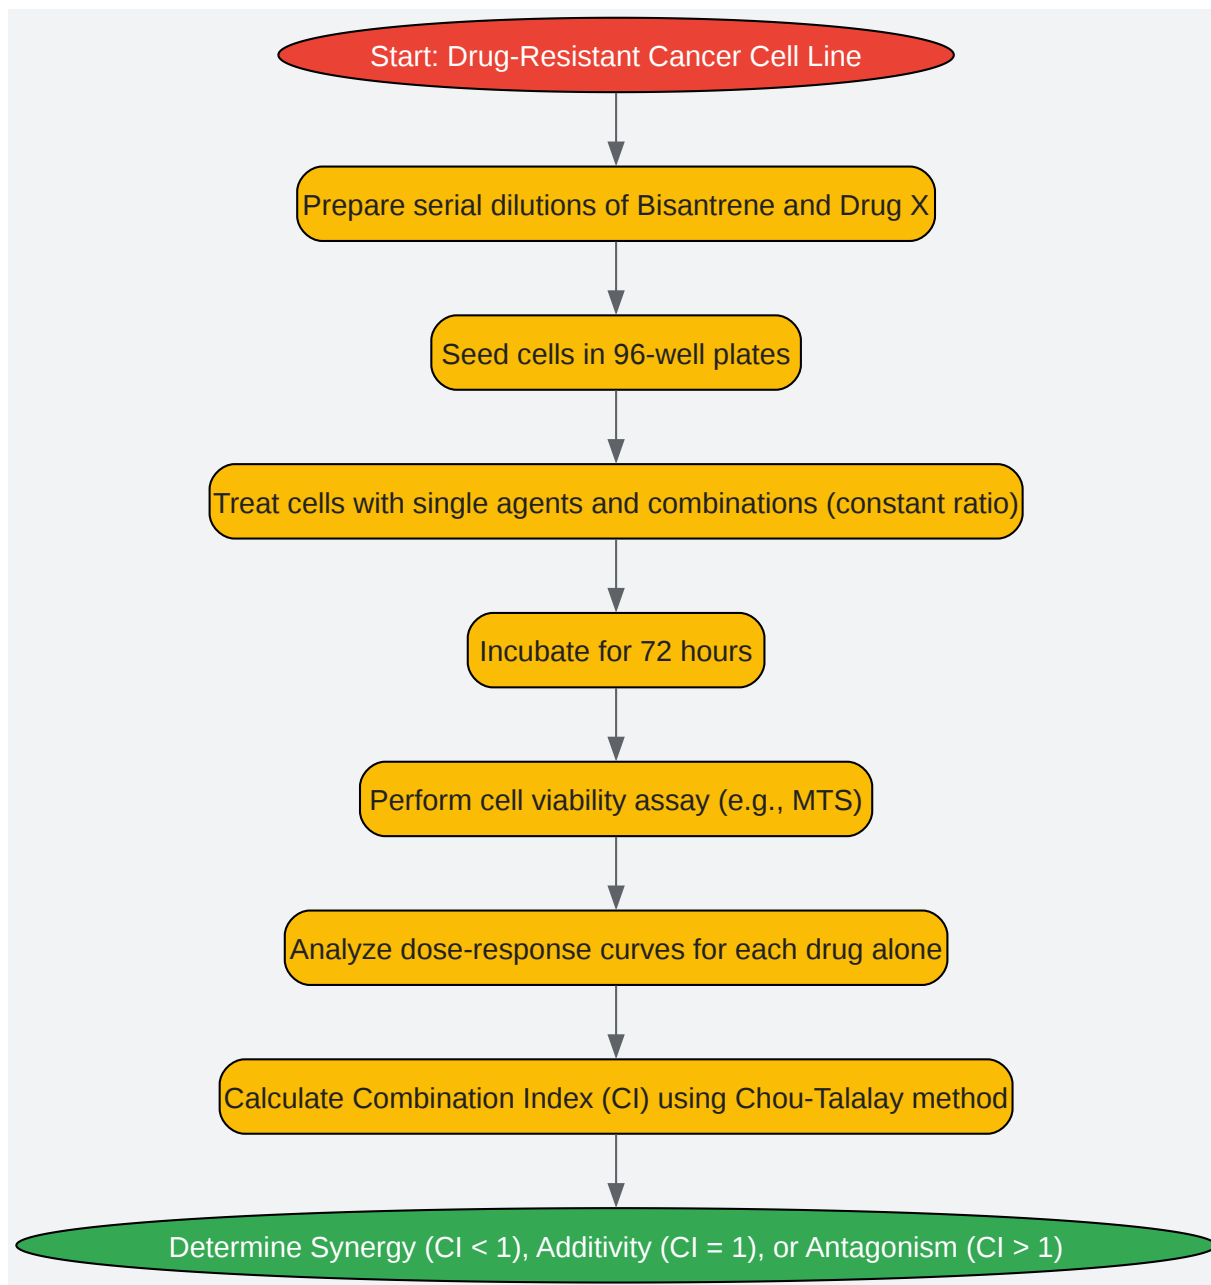 Start: Drug-Resistant Cancer Cell Line
Prepare serial dilutions of Bisantrene and Drug X
Seed cells in 96-well plates
Treat cells with single agents and combinations (constant ratio)
Incubate for 72 hours
Perform cell viability assay (e.g., MTS)
Analyze dose-response curves for each drug alone
Calculate Combination Index (CI) using Chou-Talalay method
Determine Synergy (CI < 1), Additivity (CI = 1), or Antagonism (CI > 1)